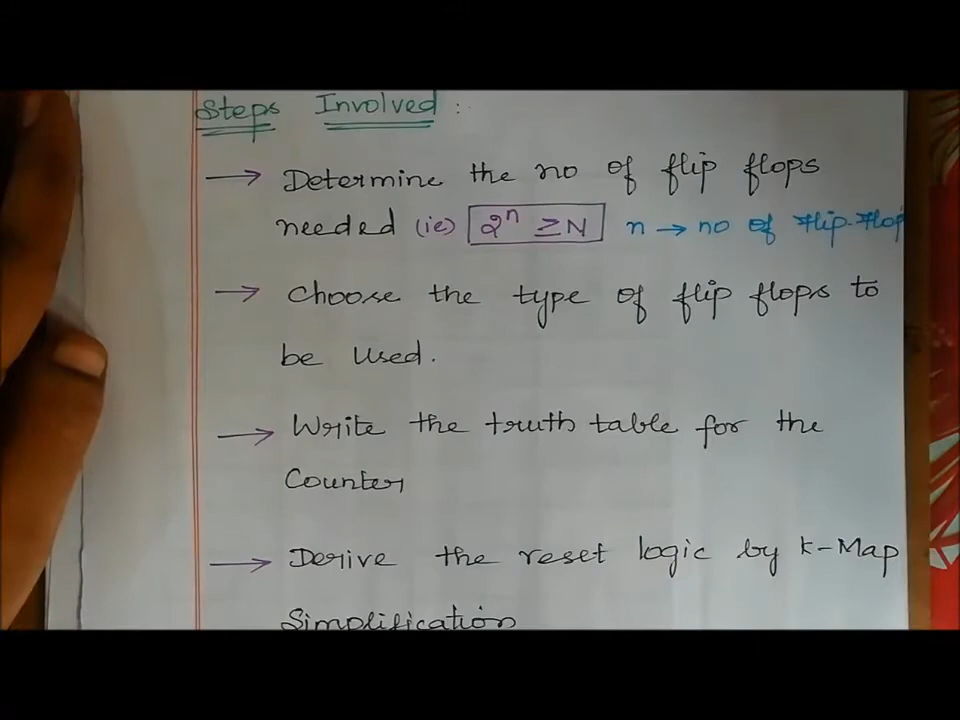 Steps Involved :
→ Determine the no of flip flops
needed (ie) 2ⁿ ≥ N n → no of Flip-Flop
→ Choose the type of flip flops to
be used.
→ Write the truth table for the
Counter
→ Derive the reset logic by K-Map
Simplification